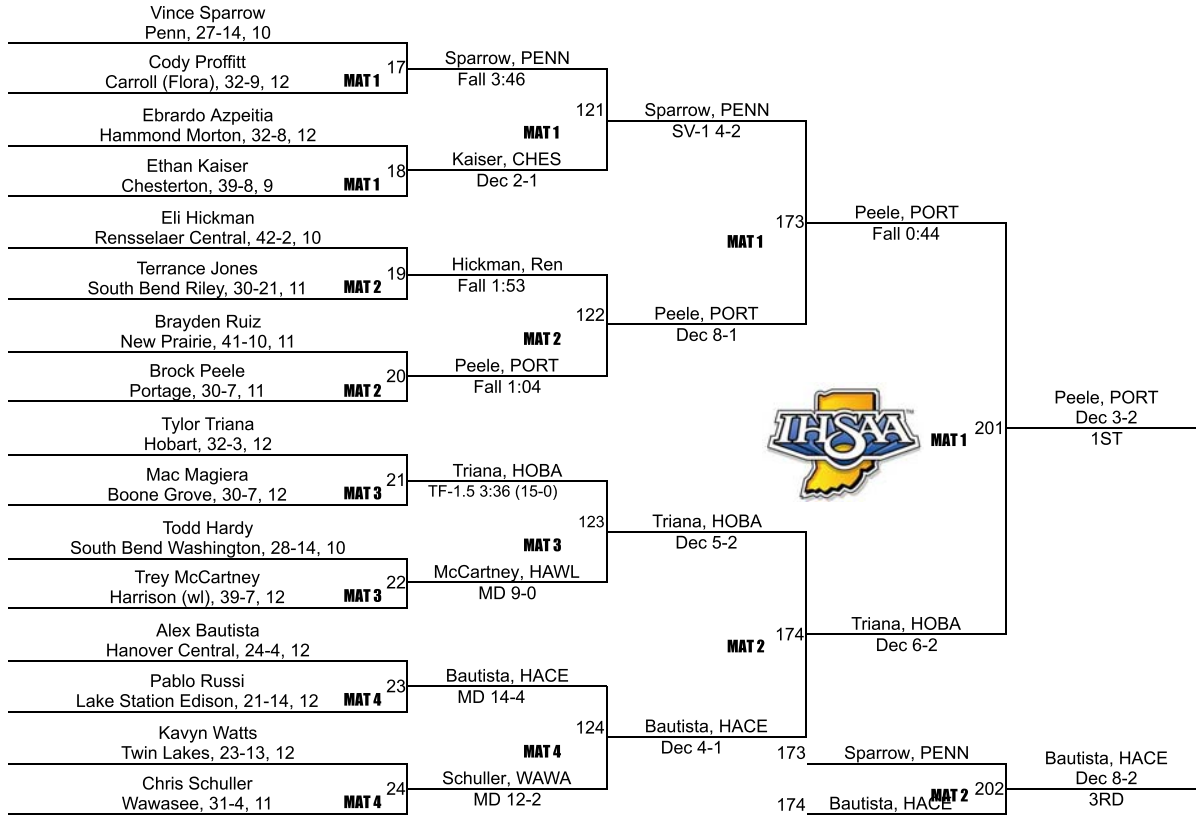 Vince Sparrow
Penn, 27-14, 10
Cody Proffitt
Carroll (Flora), 32-9, 12
MAT 1
17
Sparrow, PENN
Fall 3:46
Ebrardo Azpeitia
Hammond Morton, 32-8, 12
Ethan Kaiser
Chesterton, 39-8, 9
MAT 1
18
Kaiser, CHES
Dec 2-1
MAT 1
121
Sparrow, PENN
SV-1 4-2
Eli Hickman
Rensselaer Central, 42-2, 10
Terrance Jones
South Bend Riley, 30-21, 11
MAT 2
19
Hickman, Ren
Fall 1:53
Brayden Ruiz
New Prairie, 41-10, 11
Brock Peele
Portage, 30-7, 11
MAT 2
20
Peele, PORT
Fall 1:04
MAT 2
122
Peele, PORT
Dec 8-1
MAT 1
173
Peele, PORT
Fall 0:44
Tylor Triana
Hobart, 32-3, 12
Mac Magiera
Boone Grove, 30-7, 12
MAT 3
21
Triana, HOBA
TF-1.5 3:36 (15-0)
Todd Hardy
South Bend Washington, 28-14, 10
Trey McCartney
Harrison (wl), 39-7, 12
MAT 3
22
McCartney, HAWL
MD 9-0
MAT 3
123
Triana, HOBA
Dec 5-2
Alex Bautista
Hanover Central, 24-4, 12
Pablo Russi
Lake Station Edison, 21-14, 12
MAT 4
23
Bautista, HACE
MD 14-4
Kavyn Watts
Twin Lakes, 23-13, 12
Chris Schuller
Wawasee, 31-4, 11
MAT 4
24
Schuller, WAWA
MD 12-2
MAT 4
124
Bautista, HACE
Dec 4-1
MAT 2
174
Triana, HOBA
Dec 6-2
IHSAA™
MAT 1
201
Peele, PORT
Dec 3-2
1ST
173
Sparrow, PENN
174
Bautista, HACE
MAT 2
202
Bautista, HACE
Dec 8-2
3RD